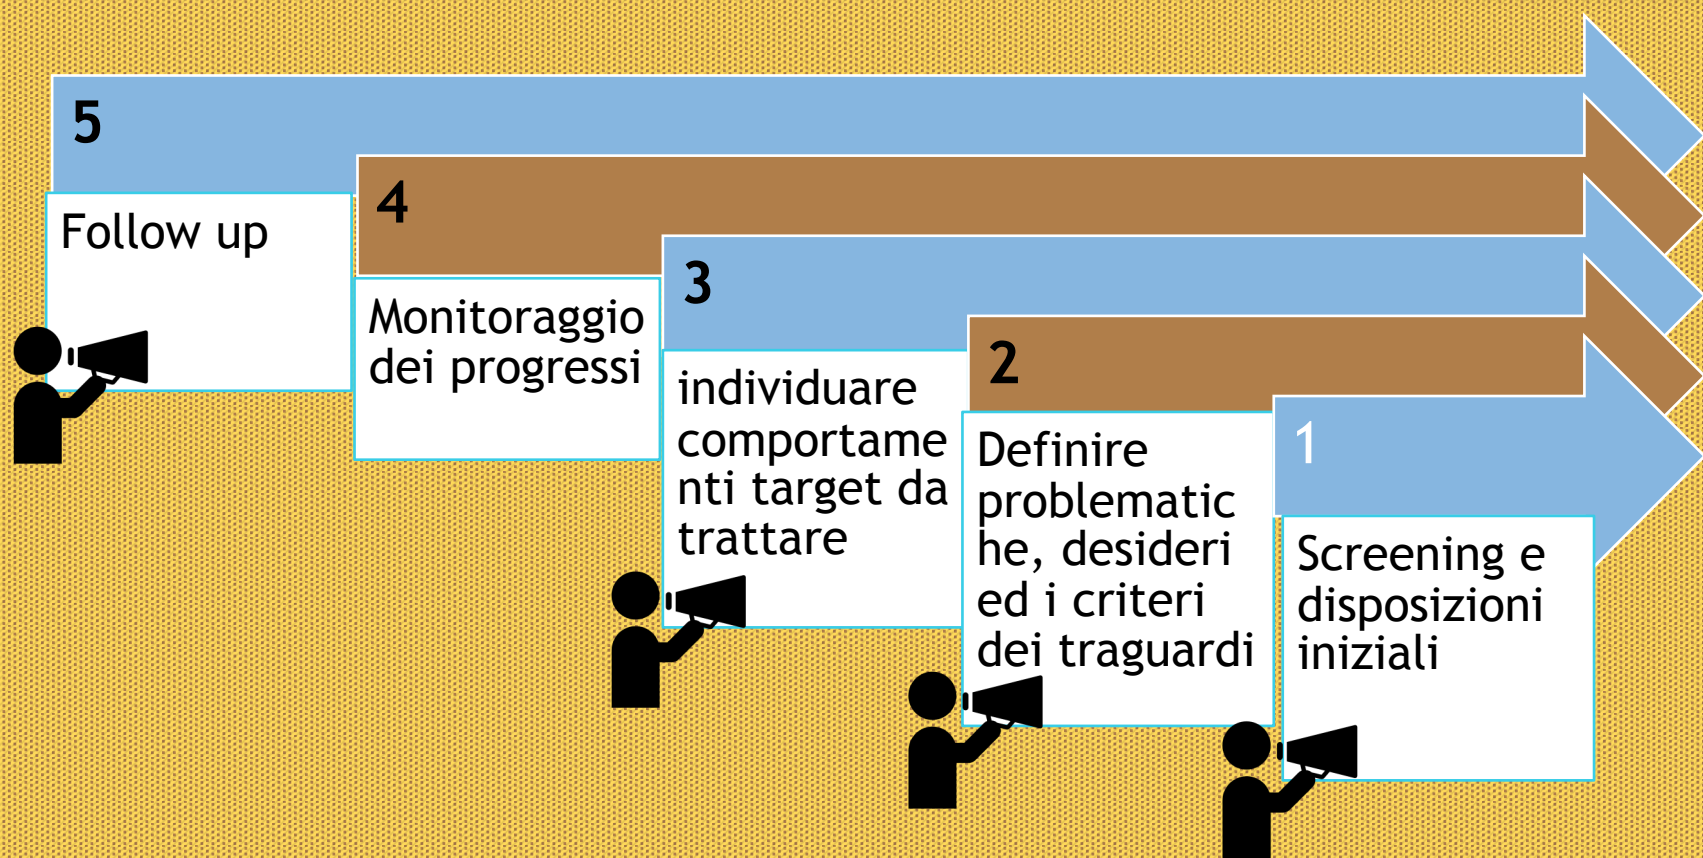 5
Follow up
4
Monitoraggio
dei progressi
3
individuare
comportame
nti target da
trattare
2
Definire
problematic
he, desideri
ed i criteri
dei traguardi
1
Screening e
disposizioni
iniziali